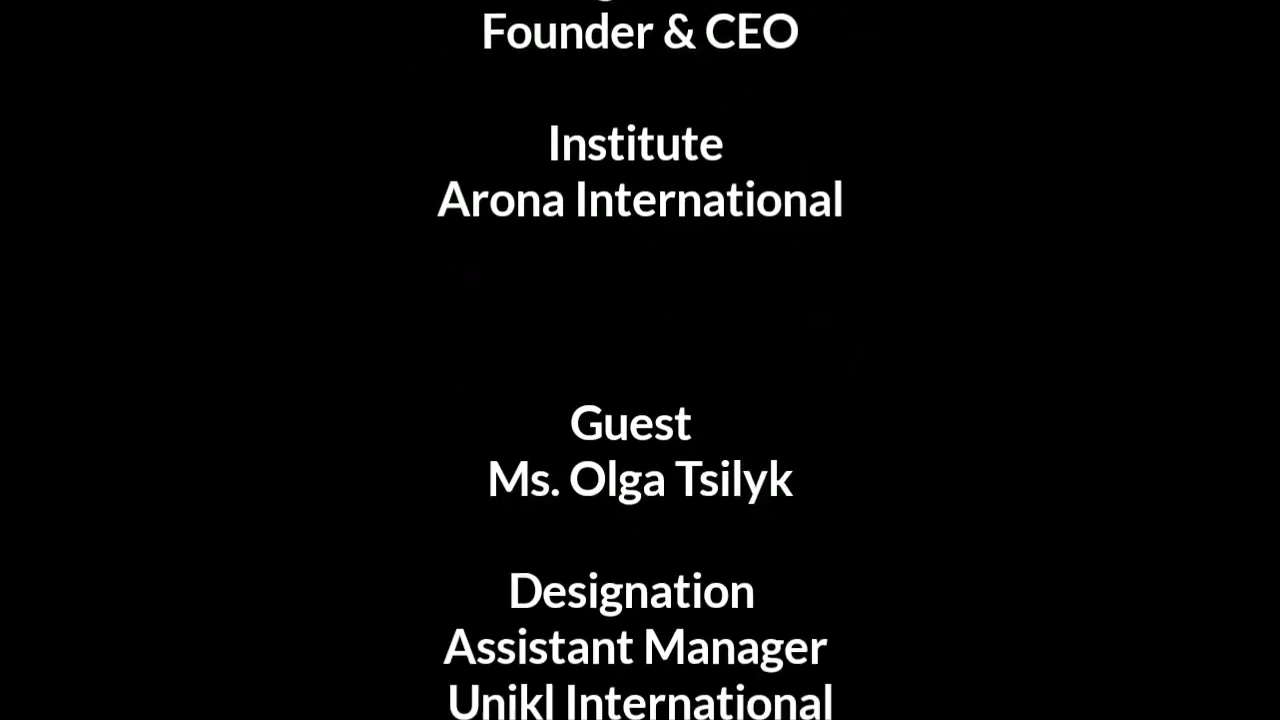 Founder & CEO
Institute
Arona International
Guest
Ms. Olga Tsilyk
Designation
Assistant Manager
Unikl International